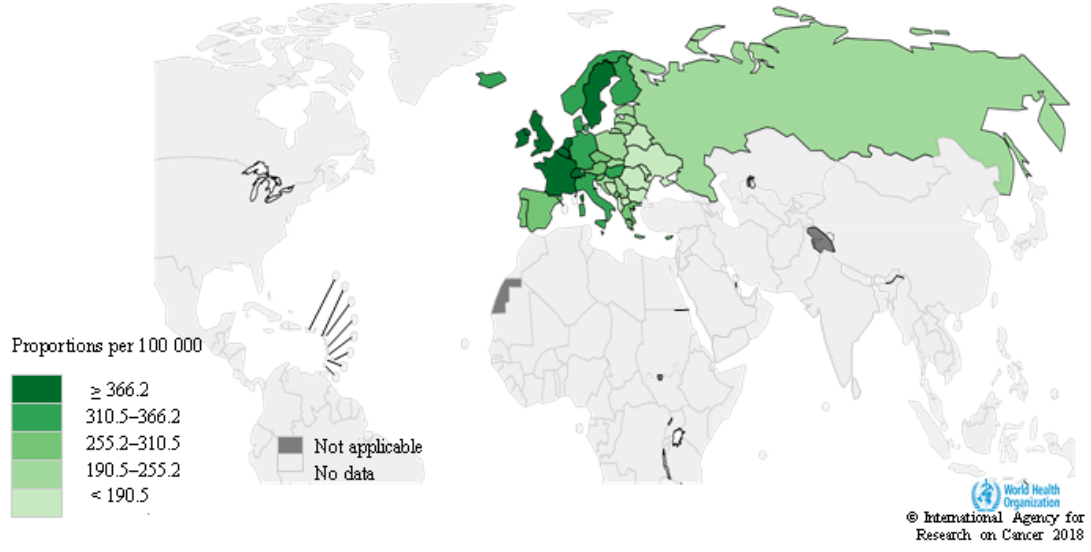 Proportions per 100 000
≥ 366.2
310.5–366.2
255.2–310.5
190.5–255.2
< 190.5
Not applicable
No data
World Health
Organization
© International Agency for
Research on Cancer 2018